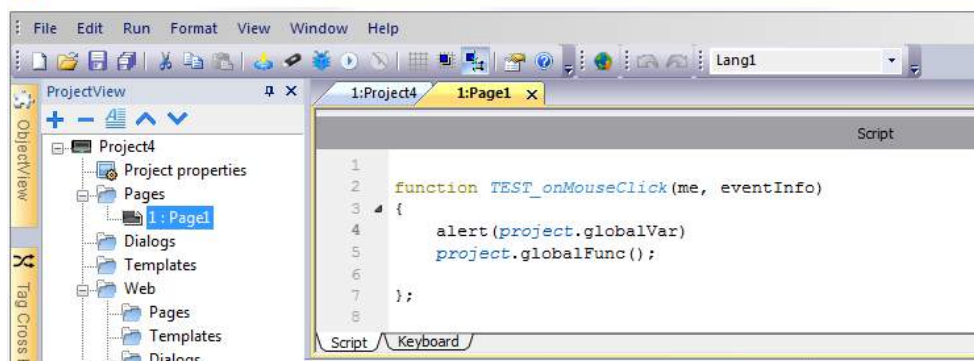 File Edit Run Format View Window Help
Lang1
ProjectView
1:Project4 1:Page1
ObjectView
Script
Project4
Project properties
Pages
1 : Page1
Dialogs
Templates
Web
Pages
Templates
Dialogs
Tag Cross
1
2 function TEST_onMouseClick(me, eventInfo)
3 {
4 alert(project.globalVar)
5 project.globalFunc();
6
7 };
8
Script Keyboard